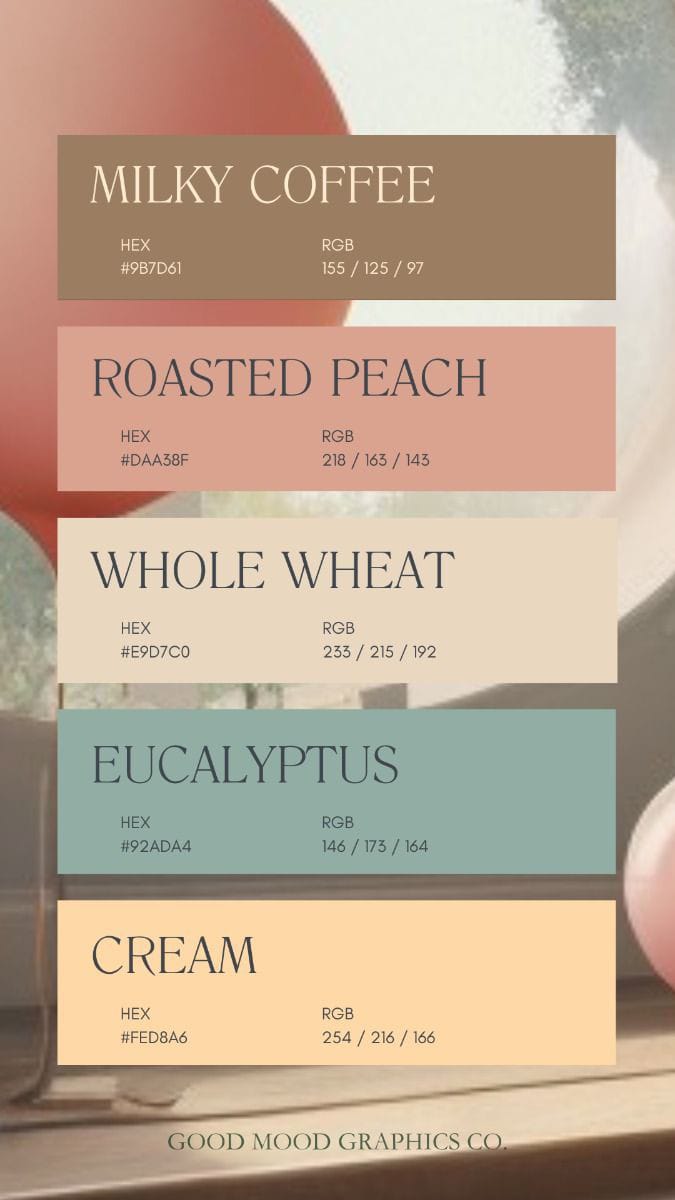 MILKY COFFEE
HEX
RGB
#9B7D61
155 / 125 / 97
ROASTED PEACH
HEX
RGB
#DAA38F
218 / 163 / 143
WHOLE WHEAT
HEX
RGB
#E9D7C0
233 / 215 / 192
EUCALYPTUS
HEX
RGB
#92ADA4
146 / 173 / 164
CREAM
HEX
RGB
#FED8A6
254 / 216 / 166
GOOD MOOD GRAPHICS CO.